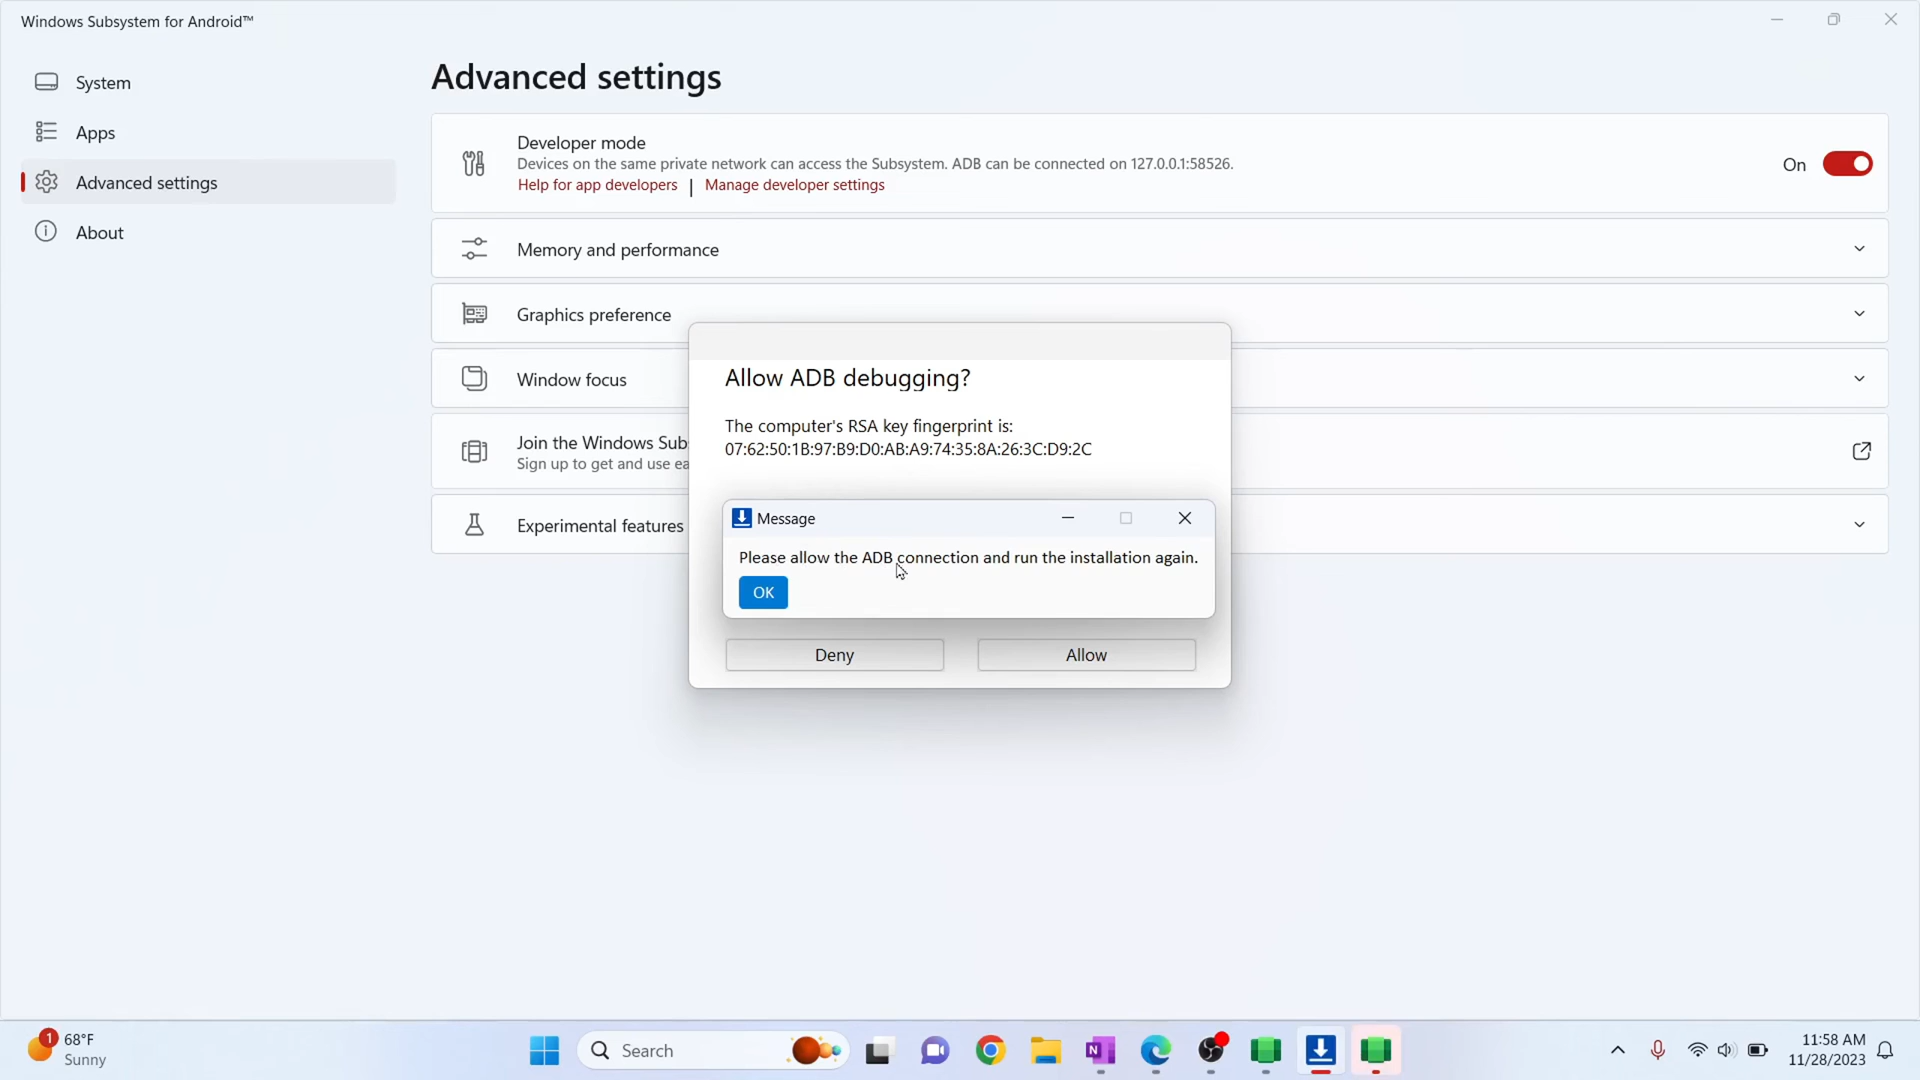 Windows Subsystem for Android™
System
Apps
Advanced settings
About
Advanced settings
Developer mode
Devices on the same private network can access the Subsystem. ADB can be connected on 127.0.0.1:58526.
Help for app developers | Manage developer settings
On
Memory and performance
Graphics preference
Window focus
Join the Windows Sub
Sign up to get and use ea
Experimental features
Allow ADB debugging?
The computer's RSA key fingerprint is:
07:62:50:1B:97:B9:D0:AB:A9:74:35:8A:26:3C:D9:2C
Message
Please allow the ADB connection and run the installation again.
OK
Deny
Allow
1
68°F
Sunny
Search
N
11:58 AM
11/28/2023